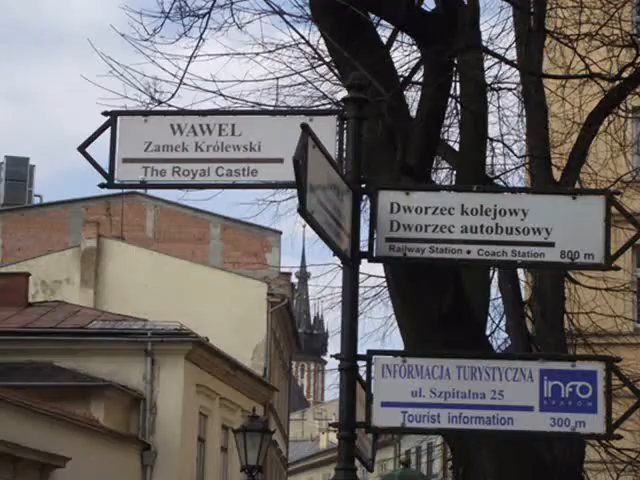 WAWEL
Zamek Królewski
The Royal Castle
Dworzec kolejowy
Dworzec autobusowy
Railway Station • Coach Station 800 m
INFORMACJA TURYSTYCZNA
ul. Szpitalna 25
Tourist information
info
KRAKÓW
300 m